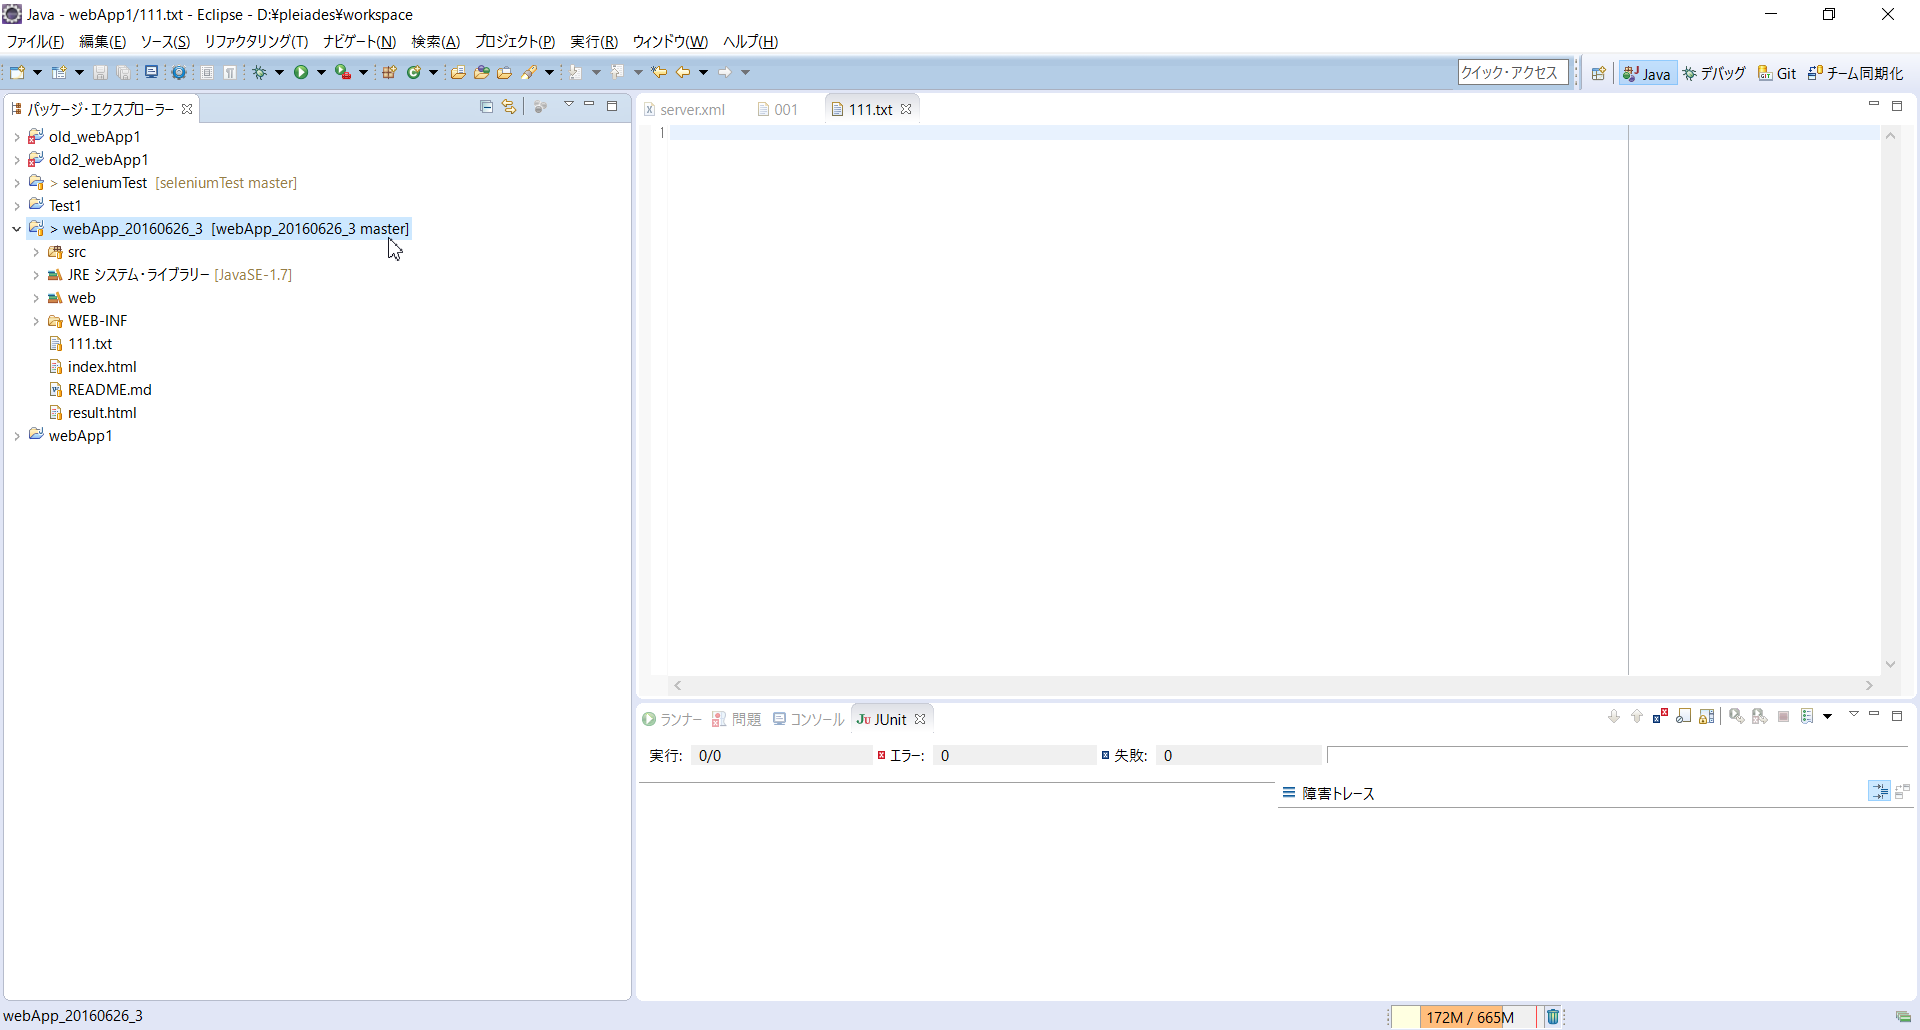 Java - webApp1/111.txt - Eclipse - D:¥pleiades¥workspace
ファイル(F) 編集(E) ソース(S) リファクタリング(T) ナビゲート(N) 検索(A) プロジェクト(P) 実行(R) ウィンドウ(W) ヘルプ(H)
クイック・アクセス Java デバッグ Git チーム同期化
パッケージ・エクスプローラー
old_webApp1
old2_webApp1
> seleniumTest [seleniumTest master]
Test1
> webApp_20160626_3 [webApp_20160626_3 master]
src
JRE システム・ライブラリー [JavaSE-1.7]
web
WEB-INF
111.txt
index.html
README.md
result.html
webApp1
server.xml 001 111.txt
1
ランナー 問題 コンソール JUnit
実行: 0/0 エラー: 0 失敗: 0
障害トレース
webApp_20160626_3
172M / 665M